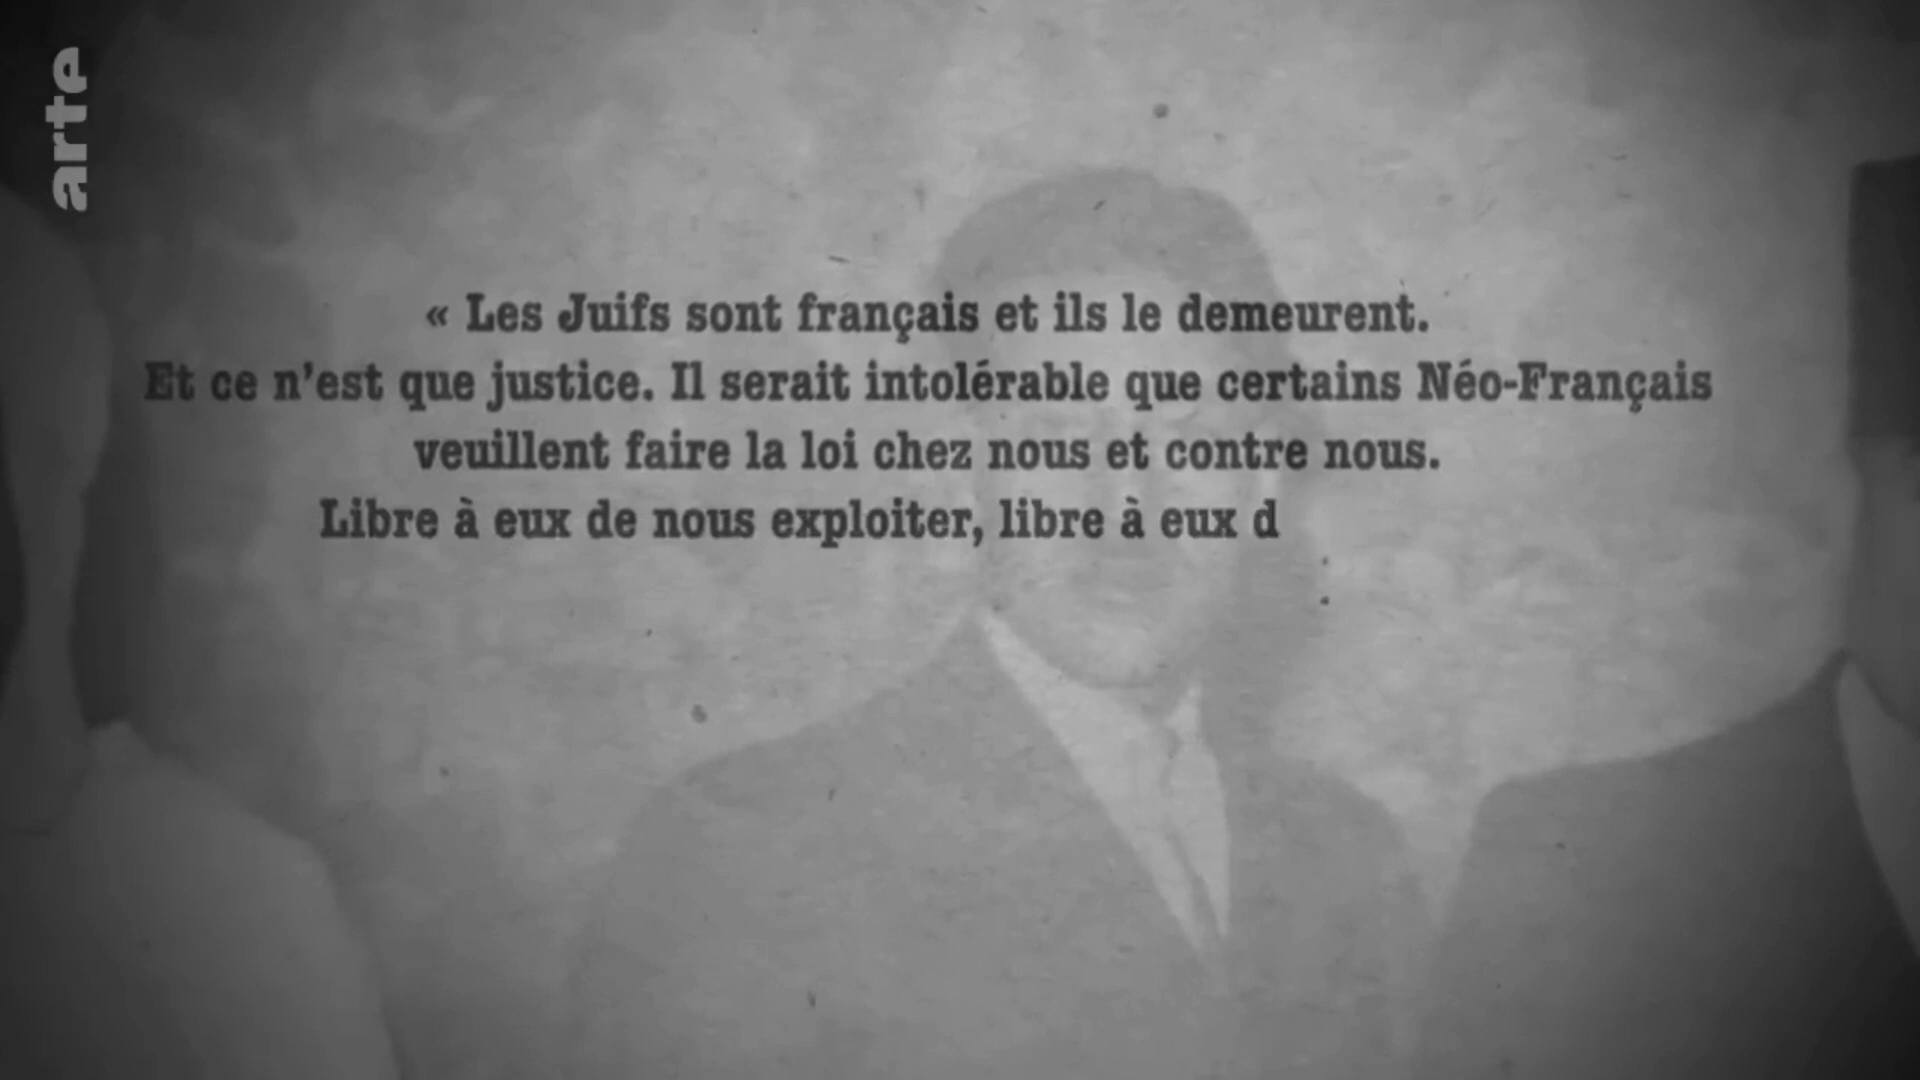 arte
« Les Juifs sont français et ils le demeurent.
Et ce n'est que justice. Il serait intolérable que certains Néo-Français
veuillent faire la loi chez nous et contre nous.
Libre à eux de nous exploiter, libre à eux d